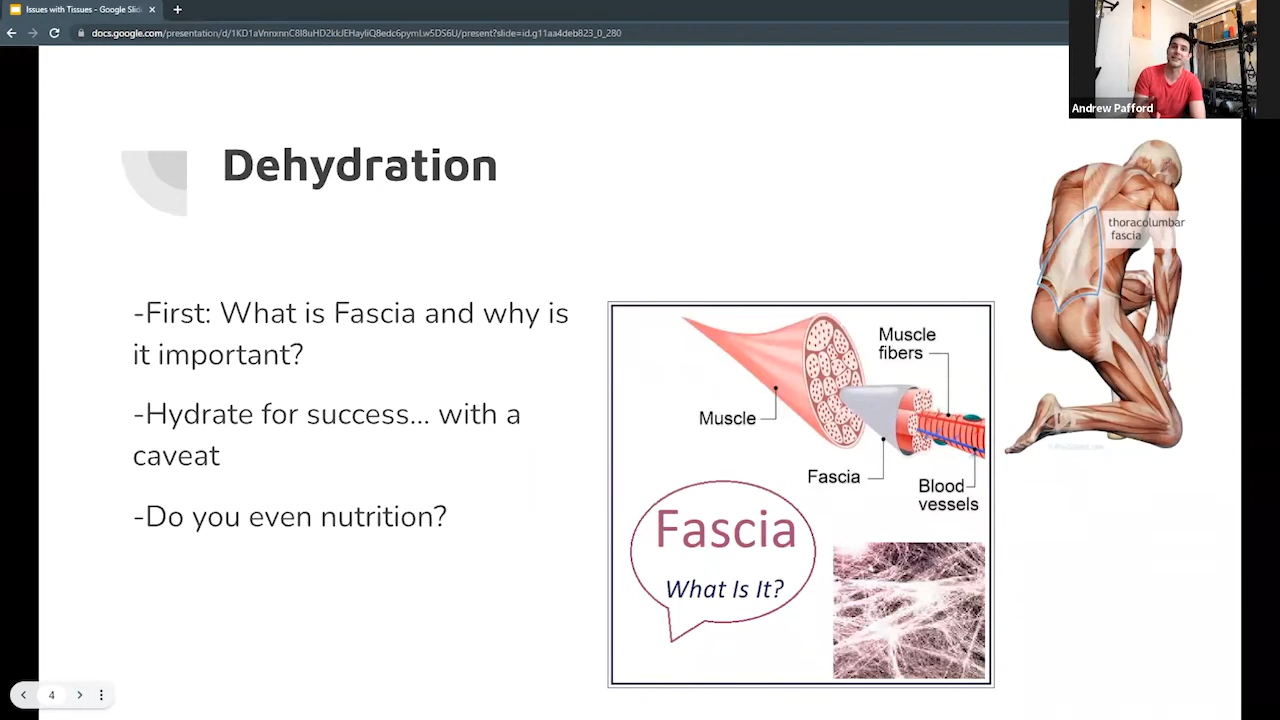 Issues with Tissues - Google Slid
docs.google.com/presentation/d/1KD1aVnnxnnC8I8uHD2kkJEHayliQ8edc6pymLw5DS6U/present?slide=id.g11aa4deb823_0_280
Andrew Pafford
Dehydration
thoracolumbar
fascia
-First: What is Fascia and why is
it important?
-Hydrate for success... with a
caveat
-Do you even nutrition?
Muscle
fibers
Muscle
Fascia
Blood
vessels
Fascia
What Is It?
4